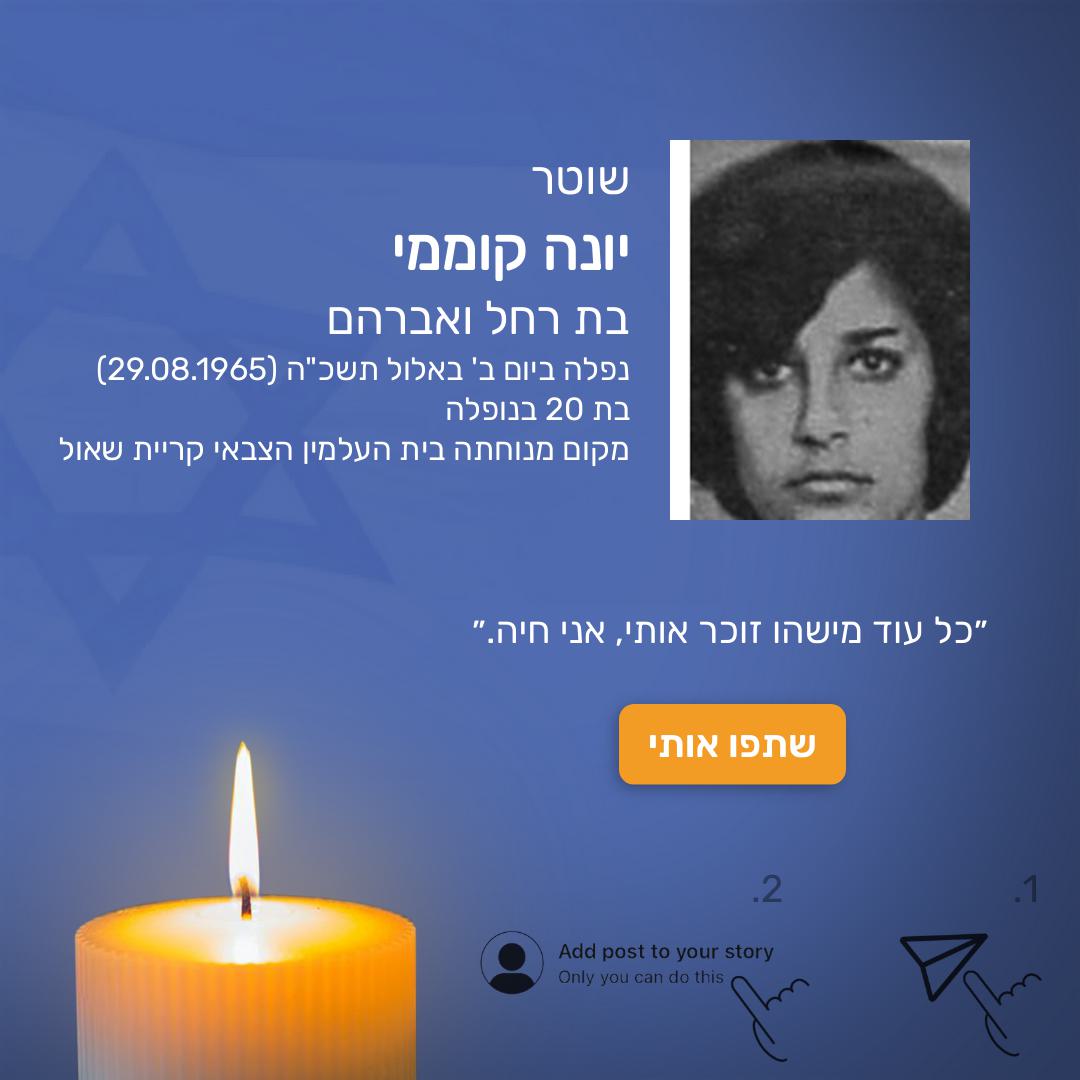 שוטר
יונה קוממי
בת רחל ואברהם
נפלה ביום ב' באלול תשכ"ה (29.08.1965)
בת 20 בנופלה
מקום מנוחתה בית העלמין הצבאי קריית שאול
״כל עוד מישהו זוכר אותי, אני חיה.״
שתפו אותי
.1
.2
Add post to your story
Only you can do this